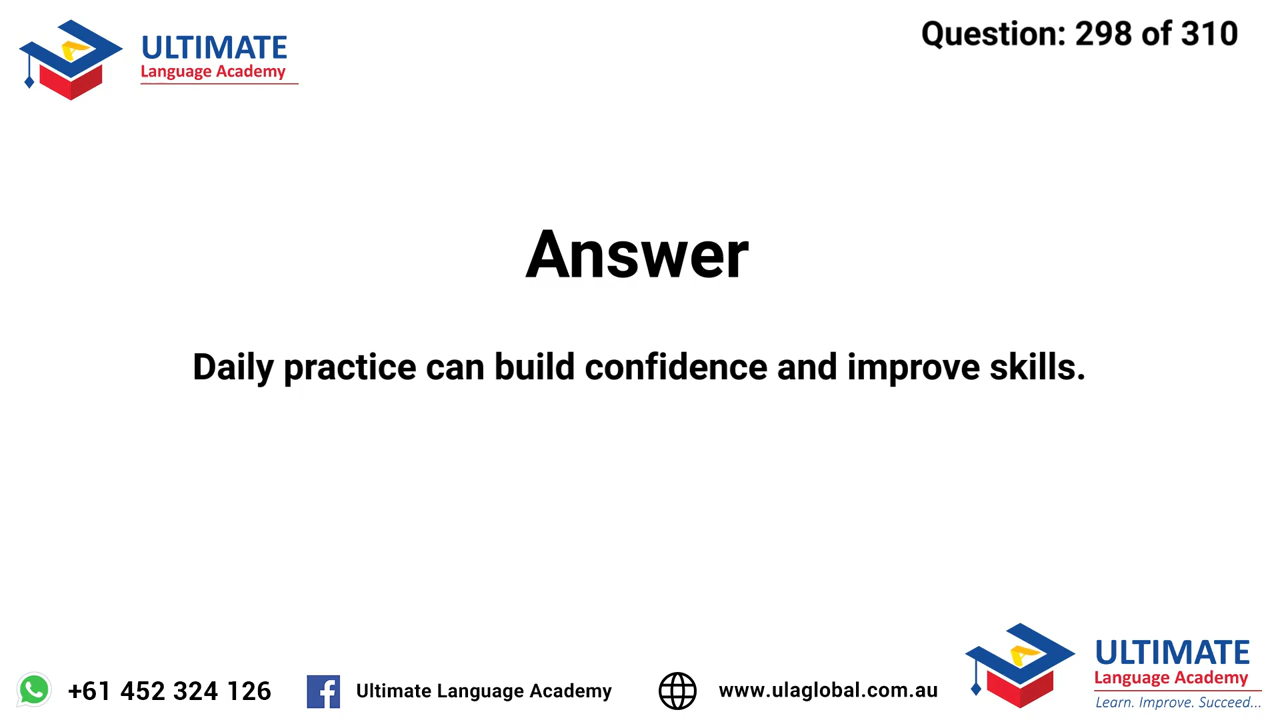 ULTIMATE
Language Academy
Question: 298 of 310
Answer
Daily practice can build confidence and improve skills.
+61 452 324 126
Ultimate Language Academy
www.ulaglobal.com.au
ULTIMATE
Language Academy
Learn. Improve. Succeed...